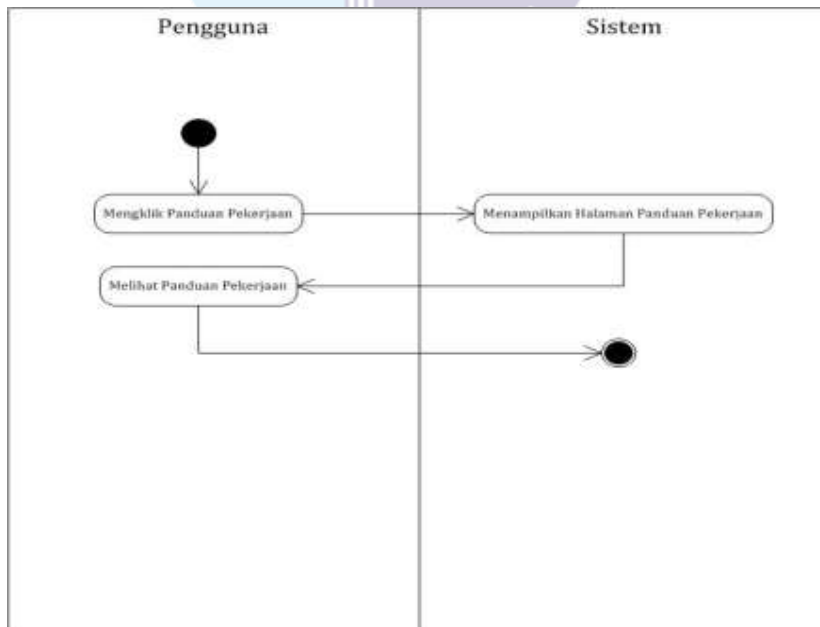 Pengguna
Sistem
Mengklik Panduan Pekerjaan
Menampilkan Halaman Panduan Pekerjaan
Melihat Panduan Pekerjaan